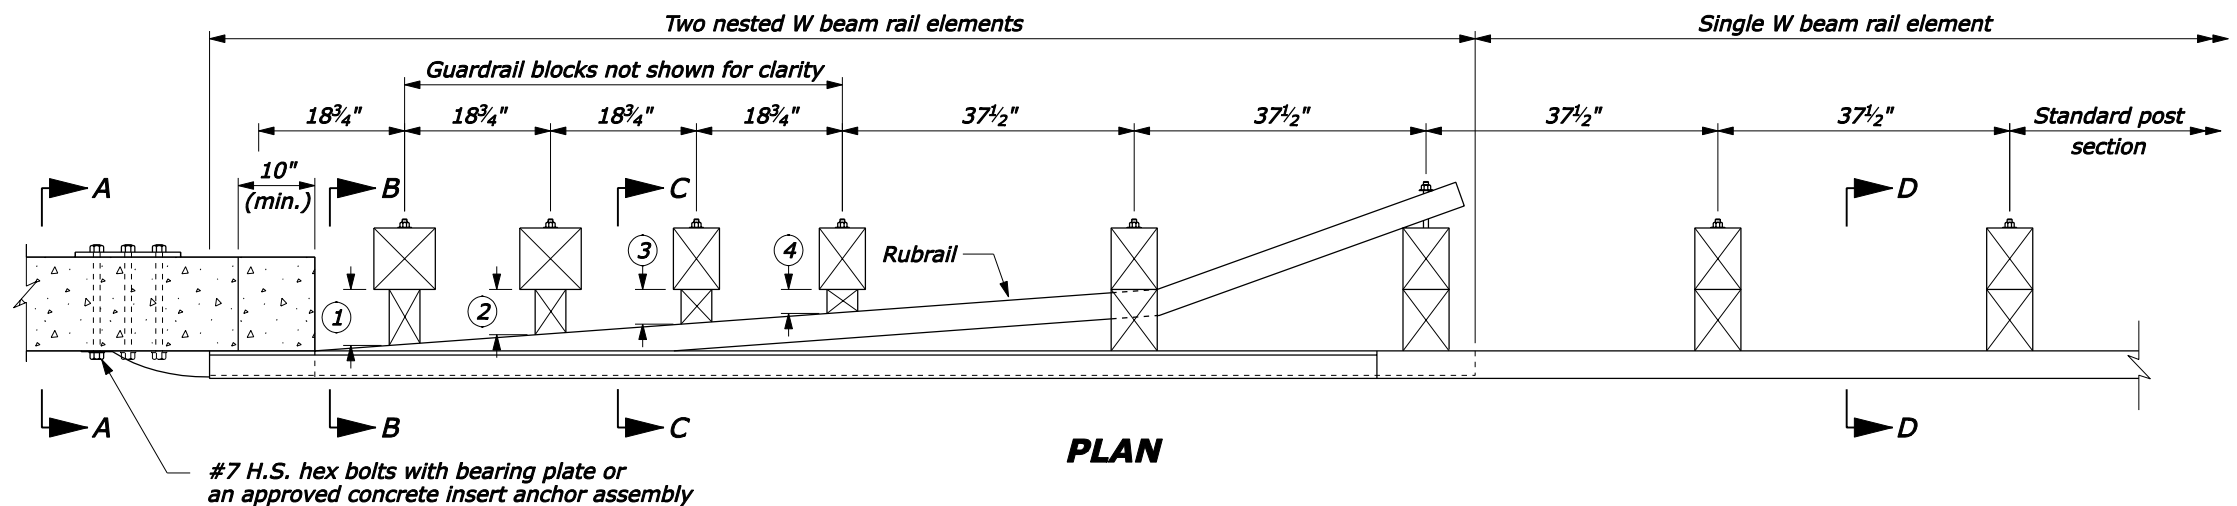 Two nested W beam rail elements
Single W beam rail element
Guardrail blocks not shown for clarity
18¾"
18¾"
18¾"
18¾"
37½"
37½"
37½"
37½"
Standard post
section
10"
(min.)
A
B
C
D
1
2
3
4
Rubrail
A
B
C
D
PLAN
#7 H.S. hex bolts with bearing plate or
an approved concrete insert anchor assembly